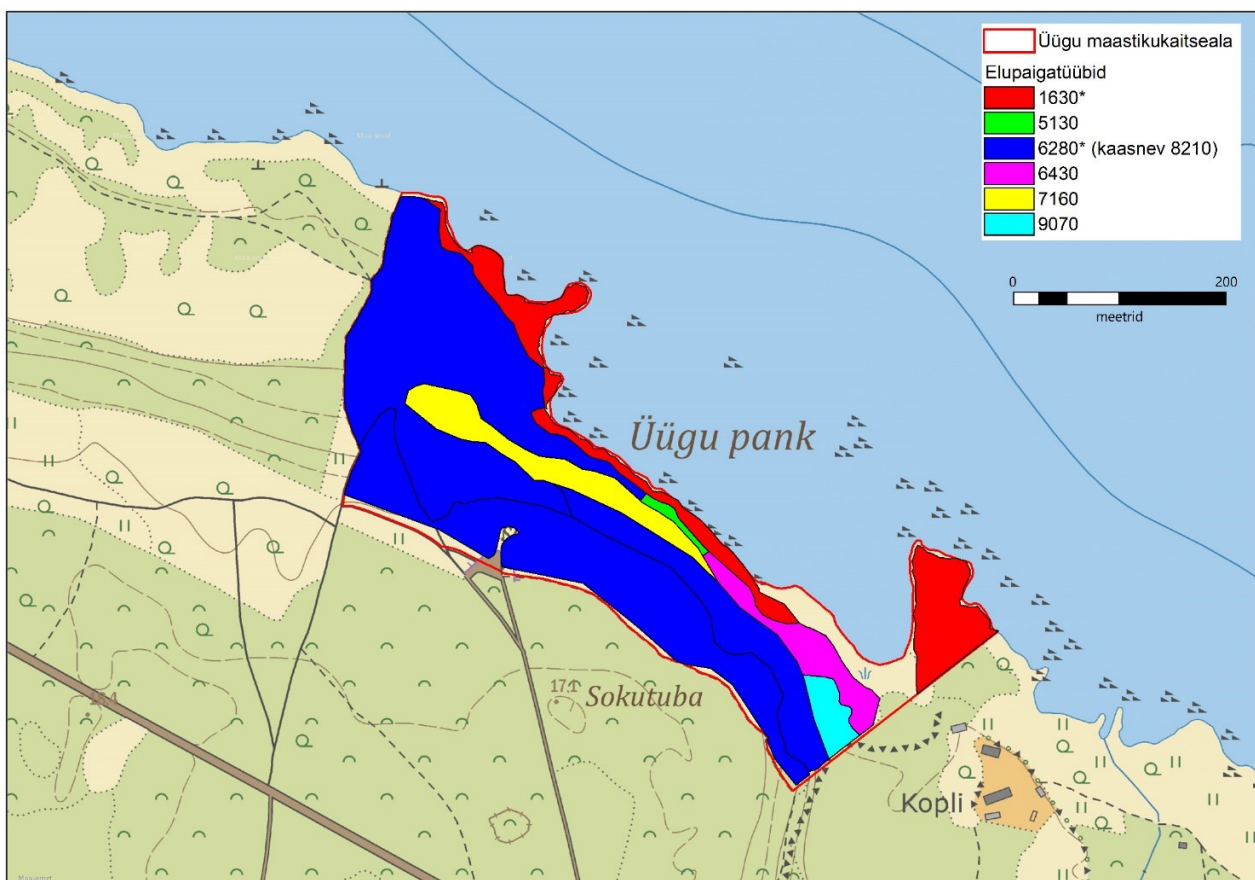 Üügu maastikukaitseala
Elupaigatüübid
1630*
5130
6280* (kaasnev 8210)
6430
7160
9070
0 200
meetrid
Üügu pank
17.1
Sokutuba
Kopli